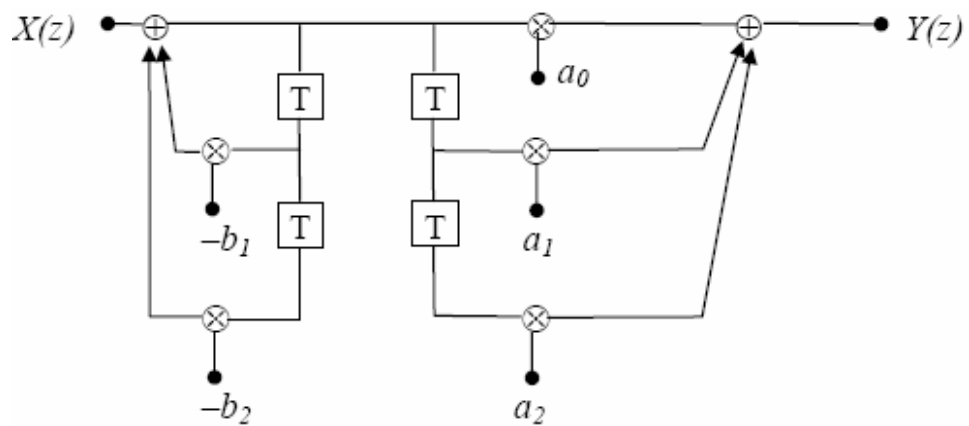 X(z) Y(z)
a₀
T T
–b₁ T T a₁
–b₂ a₂